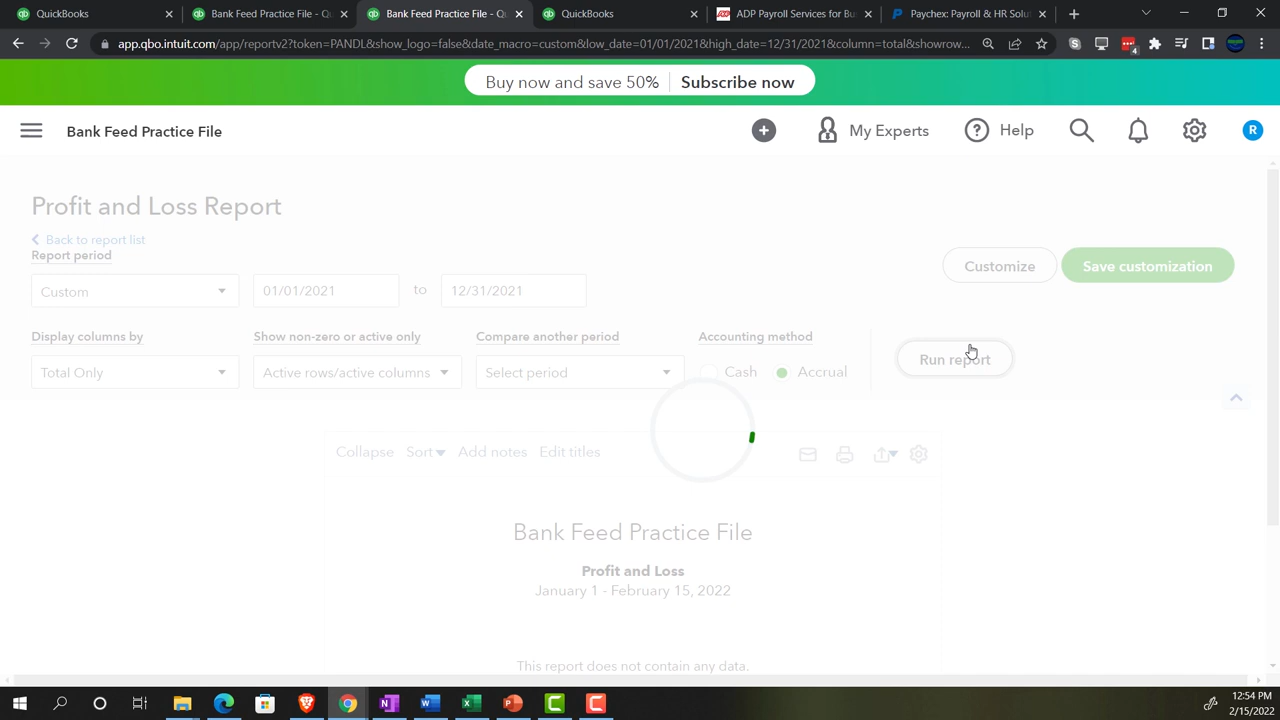 QuickBooks
Bank Feed Practice File - Qu
Bank Feed Practice File - Qu
QuickBooks
ADP Payroll Services for Bu
Paychex: Payroll & HR Solut
app.qbo.intuit.com/app/reportv2?token=PANDL&show_logo=false&date_macro=custom&low_date=01/01/2021&high_date=12/31/2021&column=total&showrow...
4
Buy now and save 50%
Subscribe now
Bank Feed Practice File
My Experts
Help
R
Profit and Loss Report
Back to report list
Report period
Custom
01/01/2021
to
12/31/2021
Customize
Save customization
Display columns by
Show non-zero or active only
Compare another period
Accounting method
Total Only
Active rows/active columns
Select period
Cash
Accrual
Run report
Collapse
Sort
Add notes
Edit titles
Bank Feed Practice File
Profit and Loss
January 1 - February 15, 2022
This report does not contain any data.
12:54 PM
2/15/2022